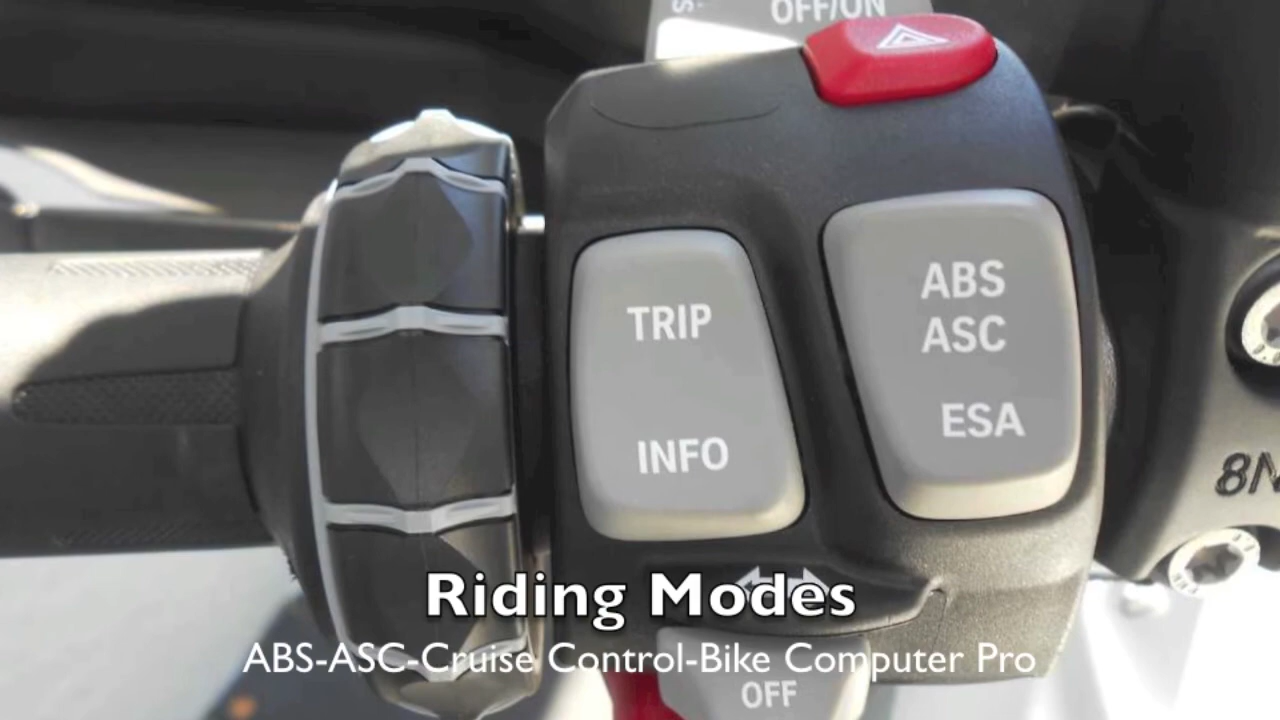 OFF/ON
TRIP
INFO
ABS
ASC
ESA
8N
Riding Modes
ABS-ASC-Cruise Control-Bike Computer Pro
OFF